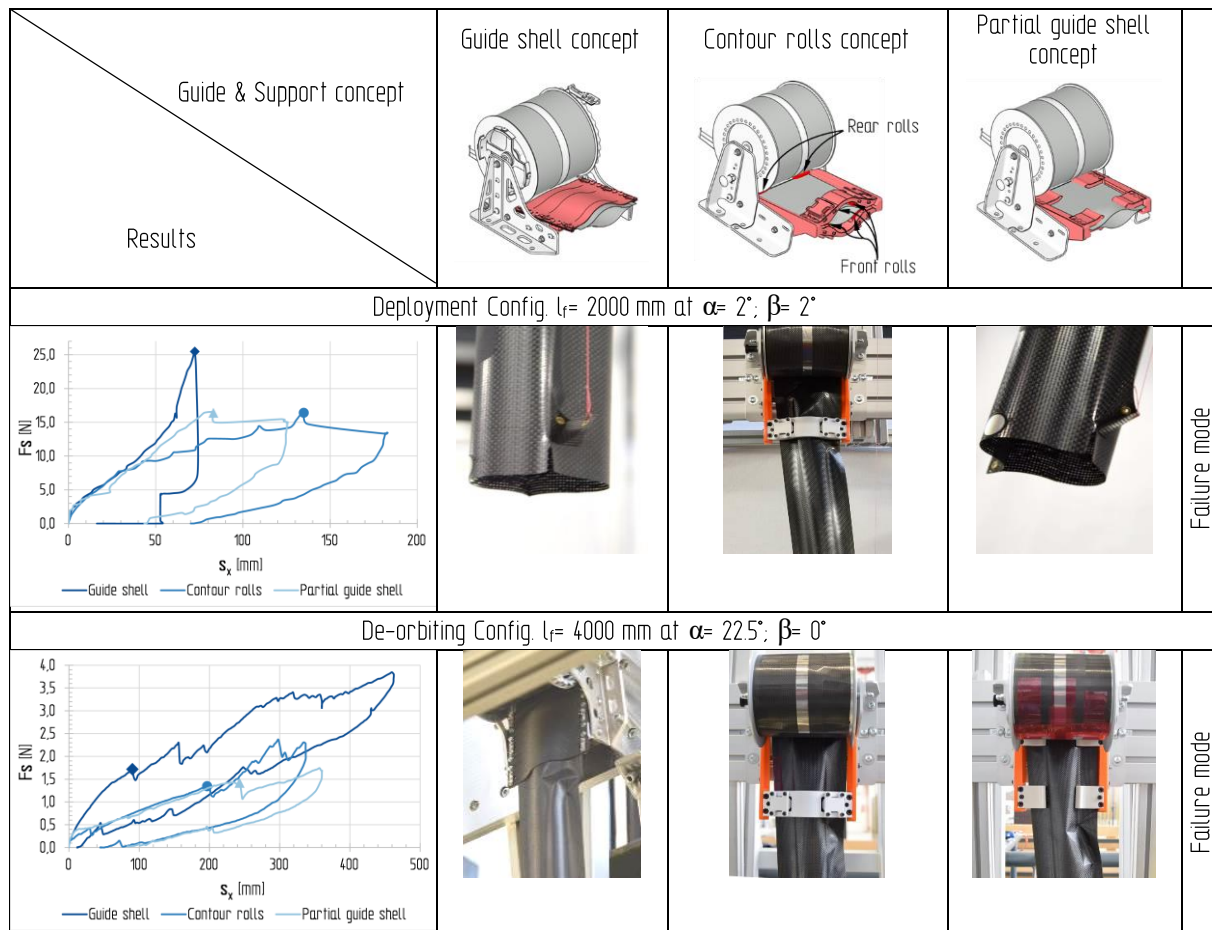 Guide & Support concept
Results
Guide shell concept
Contour rolls concept
Rear rolls
Front rolls
Partial guide shell
concept
Deployment Config. lf= 2000 mm at α= 2°; β= 2°
25,0
20,0
15,0
10,0
5,0
0,0
Fs [N]
0 50 100 150 200
sx [mm]
Guide shell Contour rolls Partial guide shell
Failure mode
De-orbiting Config. lf= 4000 mm at α= 22.5°; β= 0°
4,0
3,5
3,0
2,5
2,0
1,5
1,0
0,5
0,0
Fs [N]
0 100 200 300 400 500
sx [mm]
Guide shell Contour rolls Partial guide shell
Failure mode